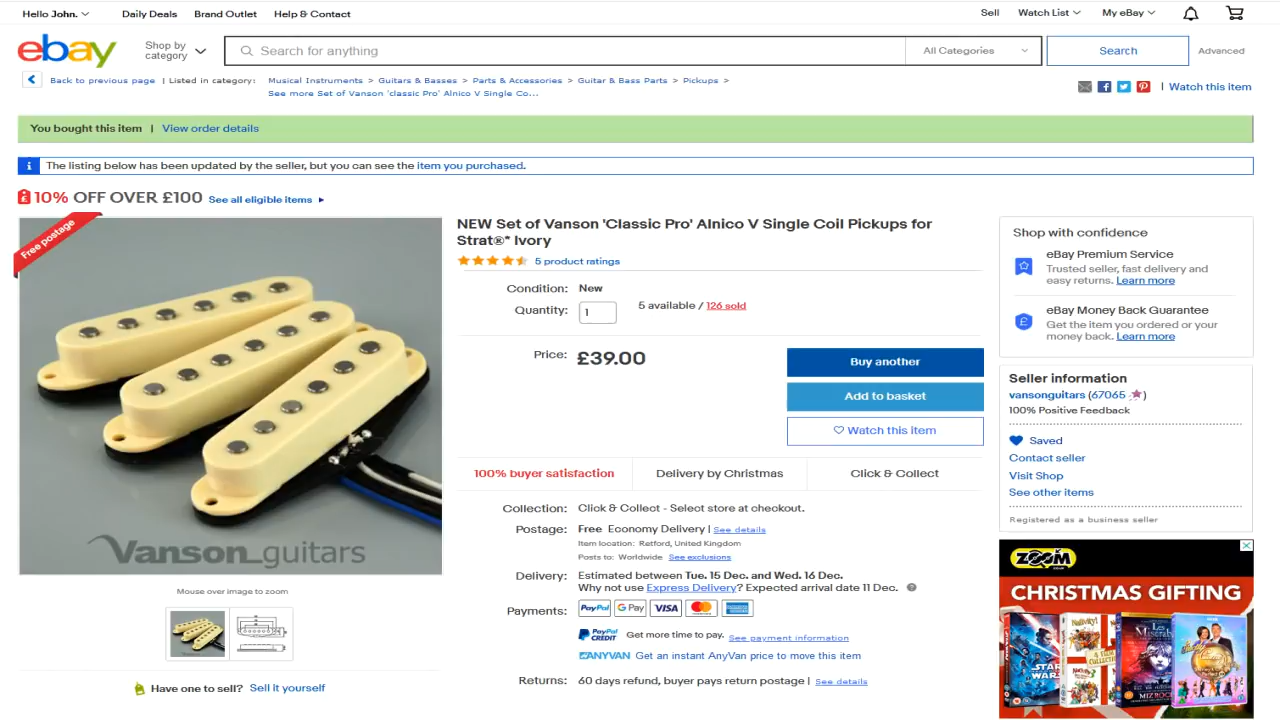 Hello John.
Daily Deals
Brand Outlet
Help & Contact
Sell
Watch List
My eBay
ebay
Shop by category
Search for anything
All Categories
Search
Advanced
Back to previous page | Listed in category:
Musical Instruments > Guitars & Basses > Parts & Accessories > Guitar & Bass Parts > Pickups >
See more Set of Vanson 'classic Pro' Alnico V Single Co...
| Watch this item
You bought this item | View order details
The listing below has been updated by the seller, but you can see the item you purchased.
10% OFF OVER £100 See all eligible items
Free postage
Vanson_guitars
Mouse over image to zoom
Have one to sell? Sell it yourself
NEW Set of Vanson 'Classic Pro' Alnico V Single Coil Pickups for
Strat®* Ivory
5 product ratings
Condition: New
Quantity: 1
5 available / 126 sold
Price: £39.00
Buy another
Add to basket
Watch this item
100% buyer satisfaction
Delivery by Christmas
Click & Collect
Collection: Click & Collect - Select store at checkout.
Postage: Free Economy Delivery | See details
Item location: Retford, United Kingdom
Posts to: Worldwide See exclusions
Delivery: Estimated between Tue. 15 Dec. and Wed. 16 Dec.
Why not use Express Delivery? Expected arrival date 11 Dec.
Payments: PayPal G Pay VISA
PayPal CREDIT Get more time to pay. See payment information
ANYVAN Get an instant AnyVan price to move this item
Returns: 60 days refund, buyer pays return postage | See details
Shop with confidence
eBay Premium Service
Trusted seller, fast delivery and
easy returns. Learn more
eBay Money Back Guarantee
Get the item you ordered or your
money back. Learn more
Seller information
vansonguitars (67065 )
100% Positive Feedback
Saved
Contact seller
Visit Shop
See other items
Registered as a business seller
ZOOM
CHRISTMAS GIFTING
Nativity!
STAR WARS
Les Misérables